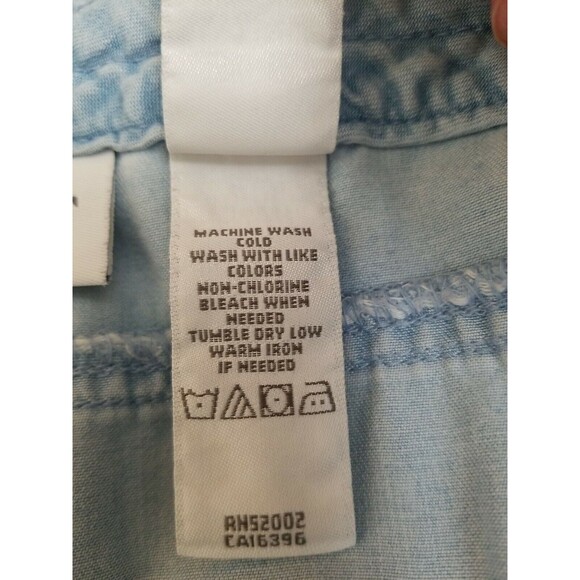 MACHINE WASH
COLD
WASH WITH LIKE
COLORS
NON-CHLORINE
BLEACH WHEN
NEEDED
TUMBLE DRY LOW
WARM IRON
IF NEEDED
RN52002
CA16396